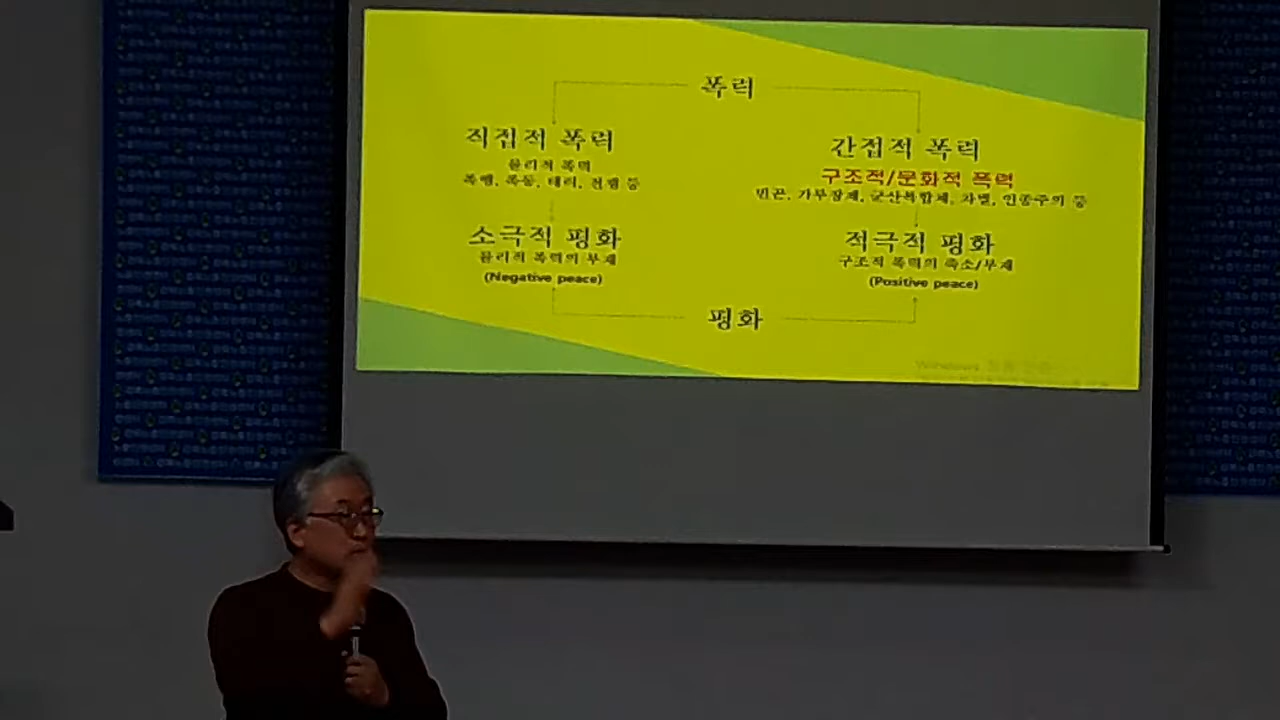 폭력
직접적 폭력
물리적 폭력
폭행, 폭동, 테러, 전쟁 등
간접적 폭력
구조적/문화적 폭력
빈곤, 가부장제, 군산복합체, 차별, 인종주의 등
소극적 평화
물리적 폭력의 부재
(Negative peace)
적극적 평화
구조적 폭력의 축소/부재
(Positive peace)
평화
Windows